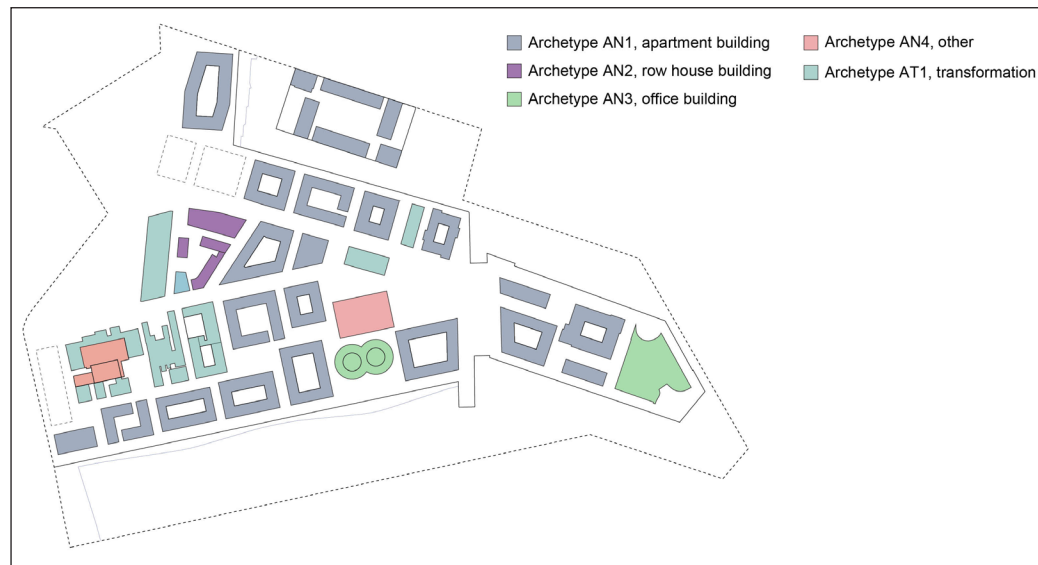 Archetype AN1, apartment building
Archetype AN2, row house building
Archetype AN3, office building
Archetype AN4, other
Archetype AT1, transformation